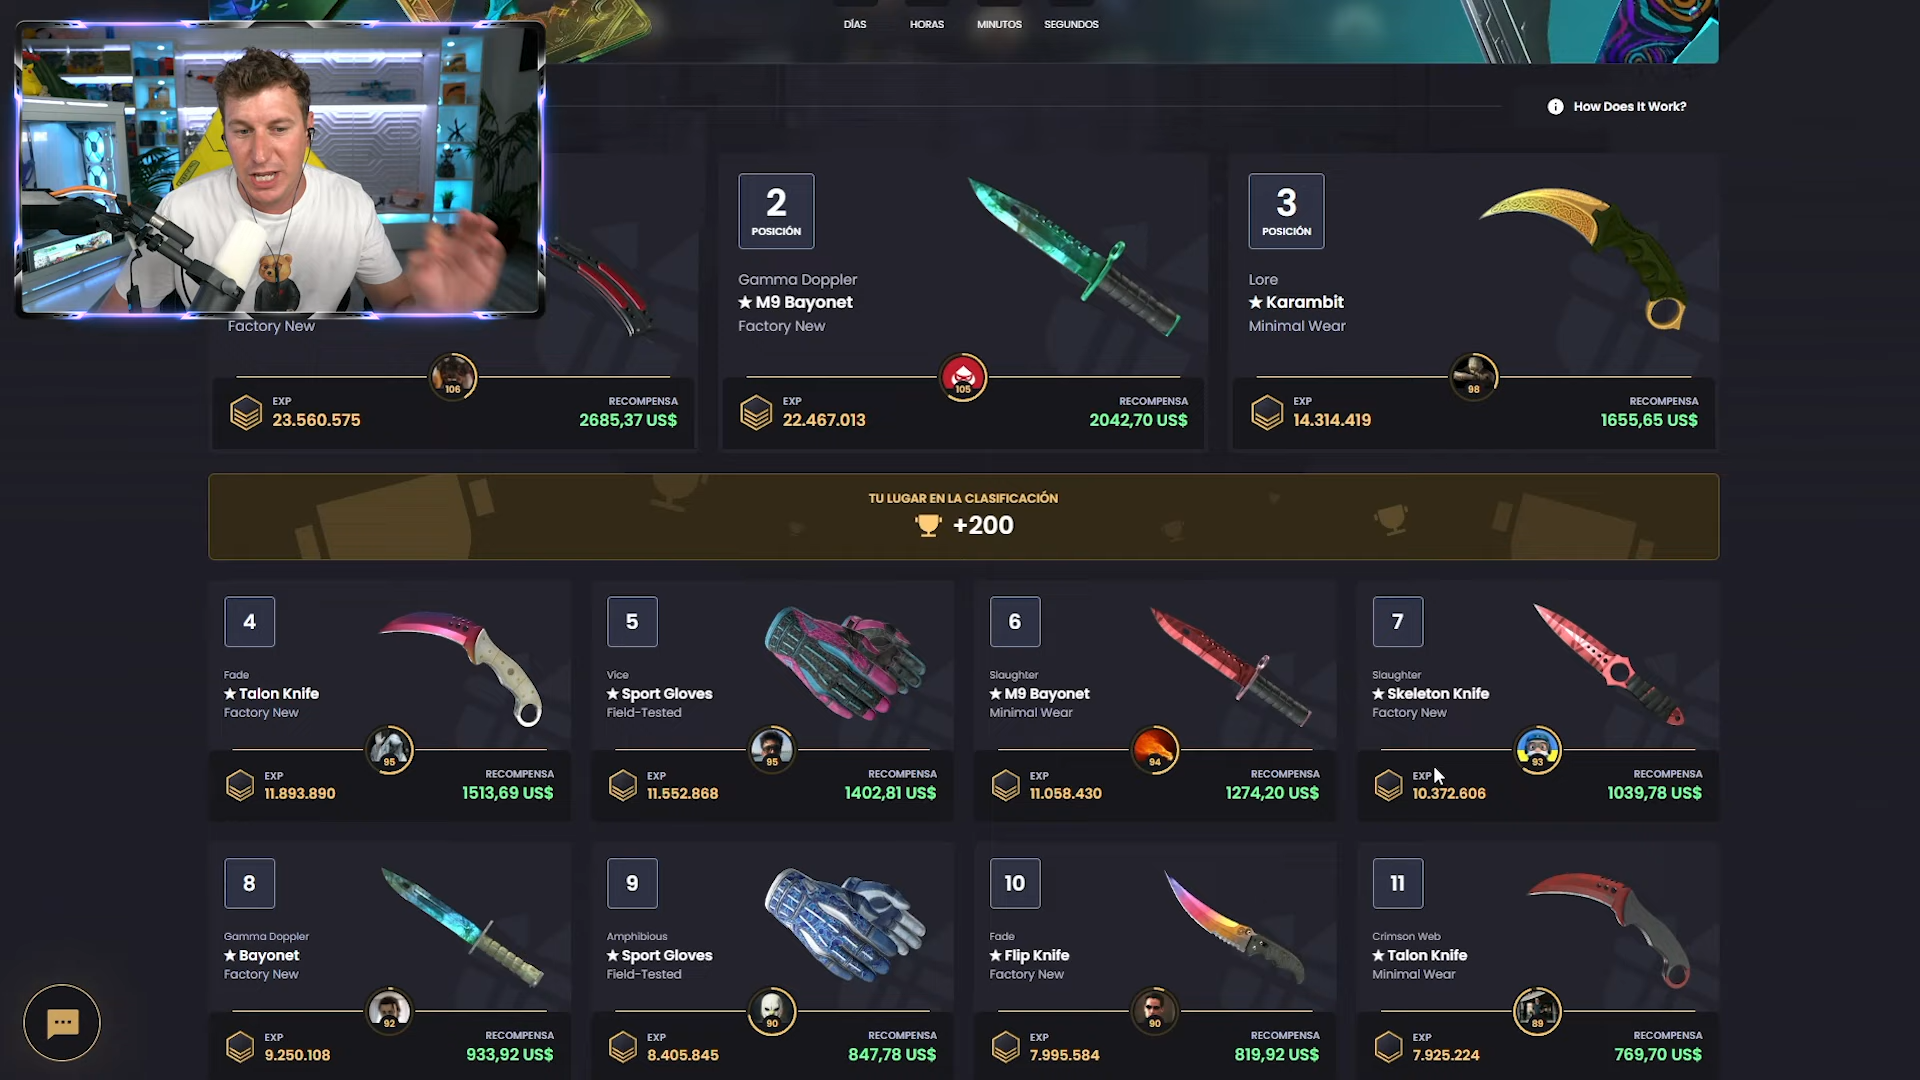 DÍAS HORAS MINUTOS SEGUNDOS
How Does It Work?
Factory New
106
EXP
23.560.575
RECOMPENSA
2685,37 US$
2
POSICIÓN
Gamma Doppler
★ M9 Bayonet
Factory New
105
EXP
22.467.013
RECOMPENSA
2042,70 US$
3
POSICIÓN
Lore
★ Karambit
Minimal Wear
98
EXP
14.314.419
RECOMPENSA
1655,65 US$
TU LUGAR EN LA CLASIFICACIÓN
+200
4
Fade
★ Talon Knife
Factory New
95
EXP
11.893.890
RECOMPENSA
1513,69 US$
5
Vice
★ Sport Gloves
Field-Tested
95
EXP
11.552.868
RECOMPENSA
1402,81 US$
6
Slaughter
★ M9 Bayonet
Minimal Wear
94
EXP
11.058.430
RECOMPENSA
1274,20 US$
7
Slaughter
★ Skeleton Knife
Factory New
93
EXP
10.372.606
RECOMPENSA
1039,78 US$
8
Gamma Doppler
★ Bayonet
Factory New
92
EXP
9.250.108
RECOMPENSA
933,92 US$
9
Amphibious
★ Sport Gloves
Field-Tested
90
EXP
8.405.845
RECOMPENSA
847,78 US$
10
Fade
★ Flip Knife
Factory New
90
EXP
7.995.584
RECOMPENSA
819,92 US$
11
Crimson Web
★ Talon Knife
Minimal Wear
89
EXP
7.925.224
RECOMPENSA
769,70 US$